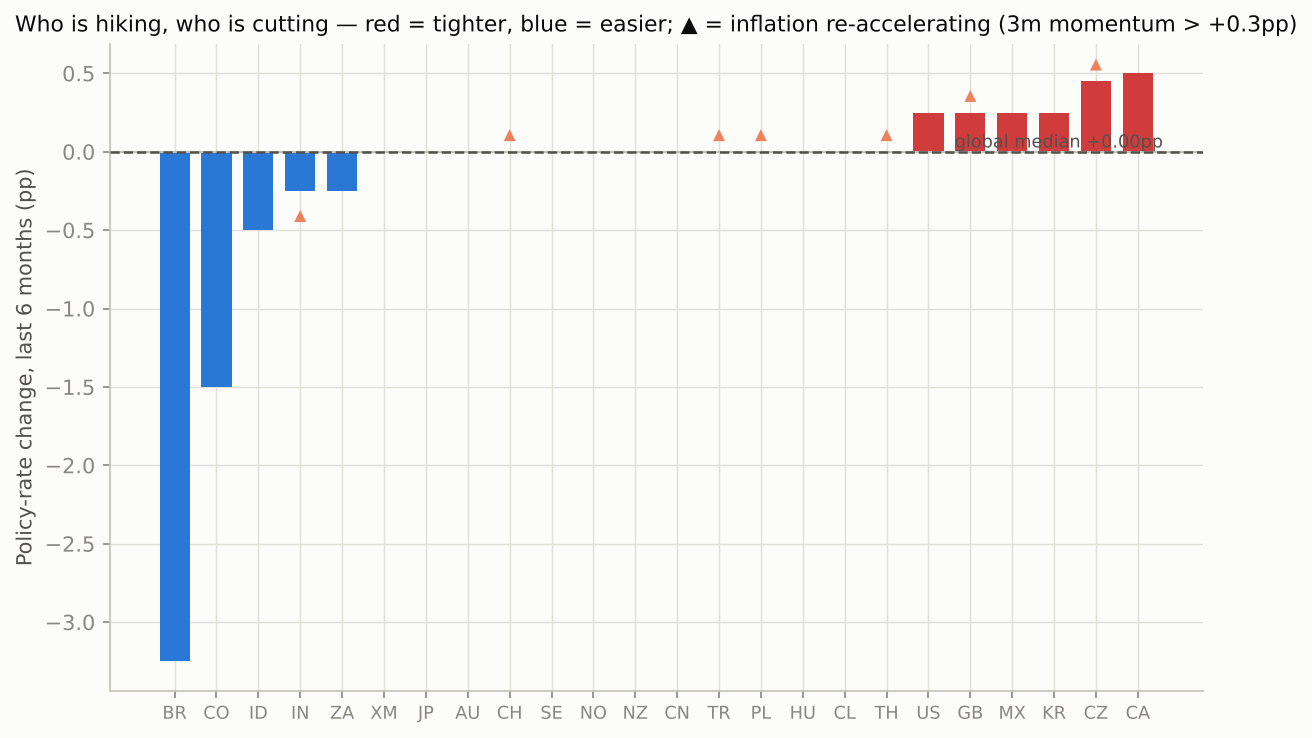 Who is hiking, who is cutting — red = tighter, blue = easier; ▲ = inflation re-accelerating (3m momentum > +0.3pp)
Policy-rate change, last 6 months (pp)
0.5
0.0
−0.5
−1.0
−1.5
−2.0
−2.5
−3.0
global median +0.00pp
BR CO ID IN ZA XM JP AU CH SE NO NZ CN TR PL HU CL TH US GB MX KR CZ CA